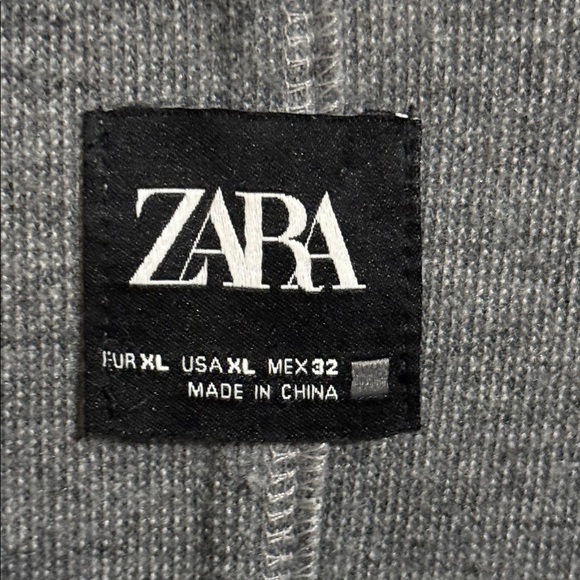 ZARA
EUR XL USA XL MEX 32
MADE IN CHINA